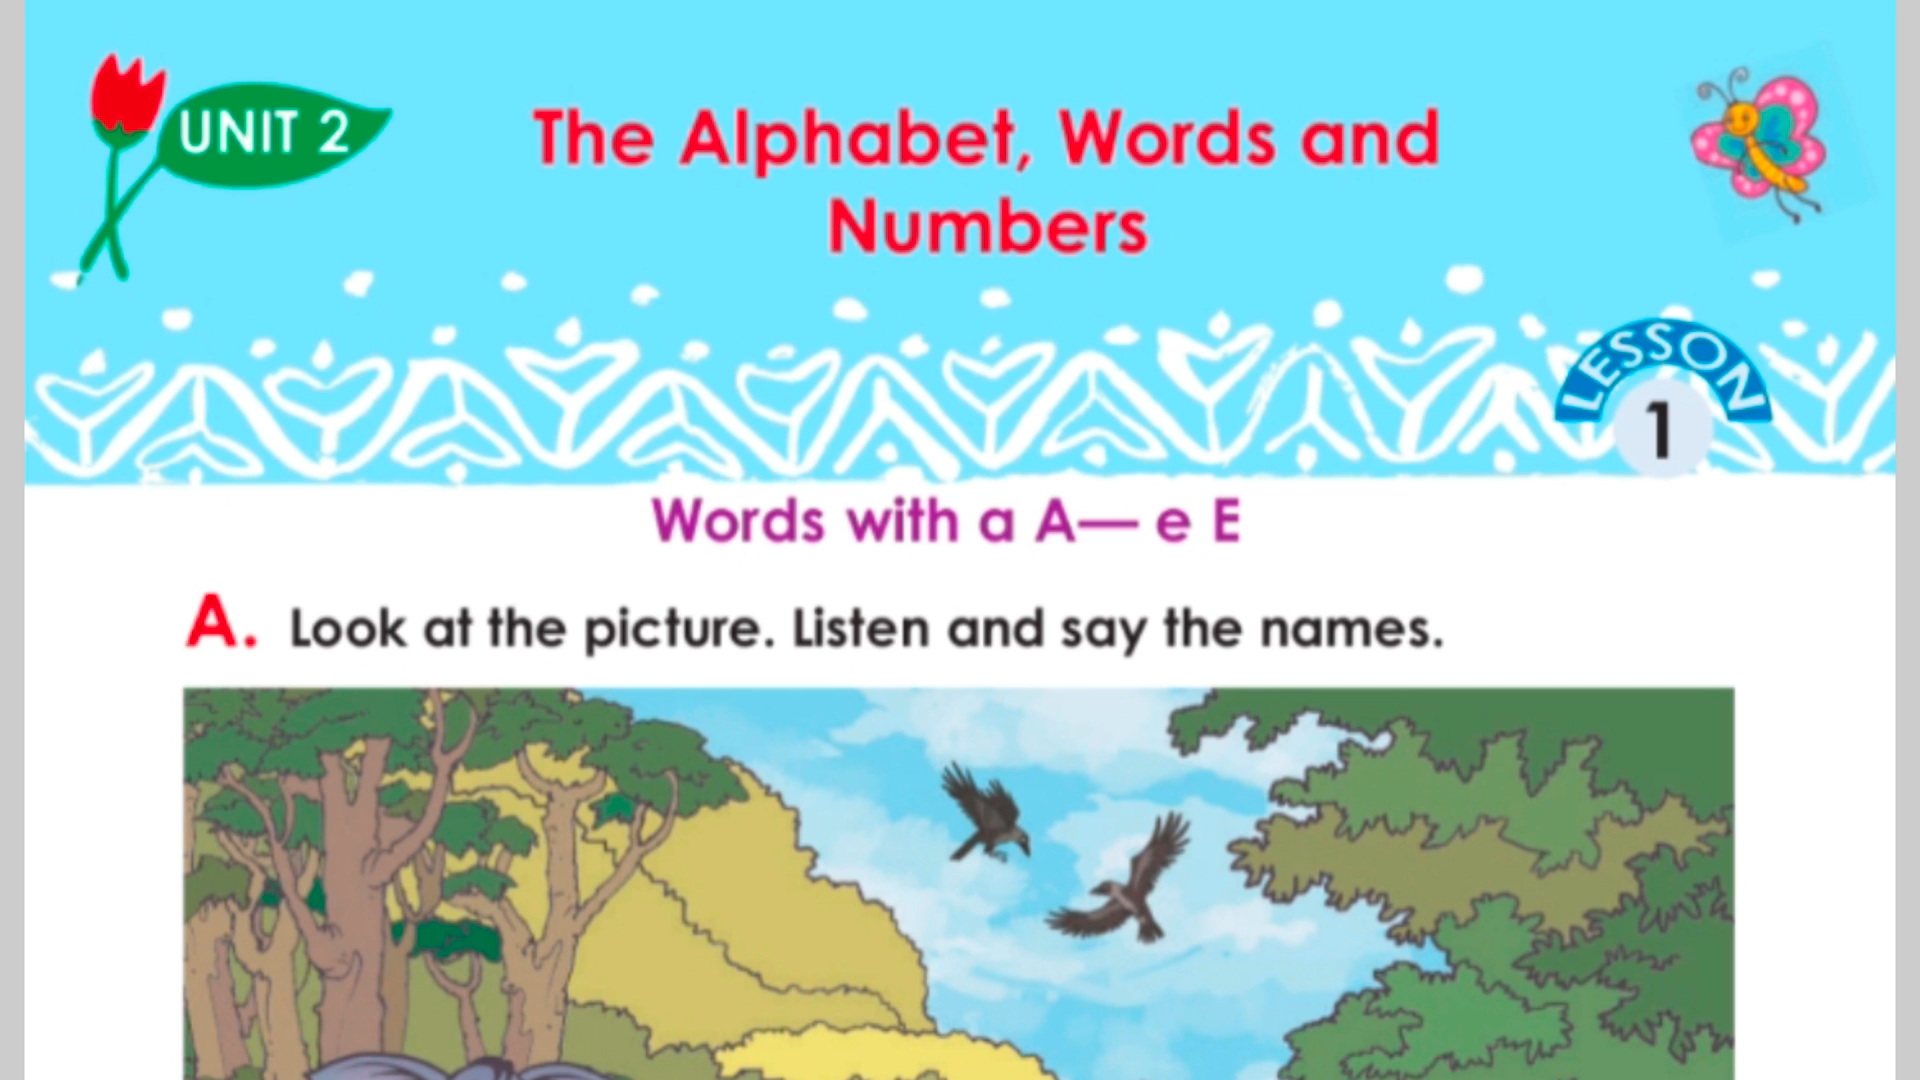 UNIT 2
The Alphabet, Words and
Numbers
LESSON
1
Words with a A— e E
A. Look at the picture. Listen and say the names.